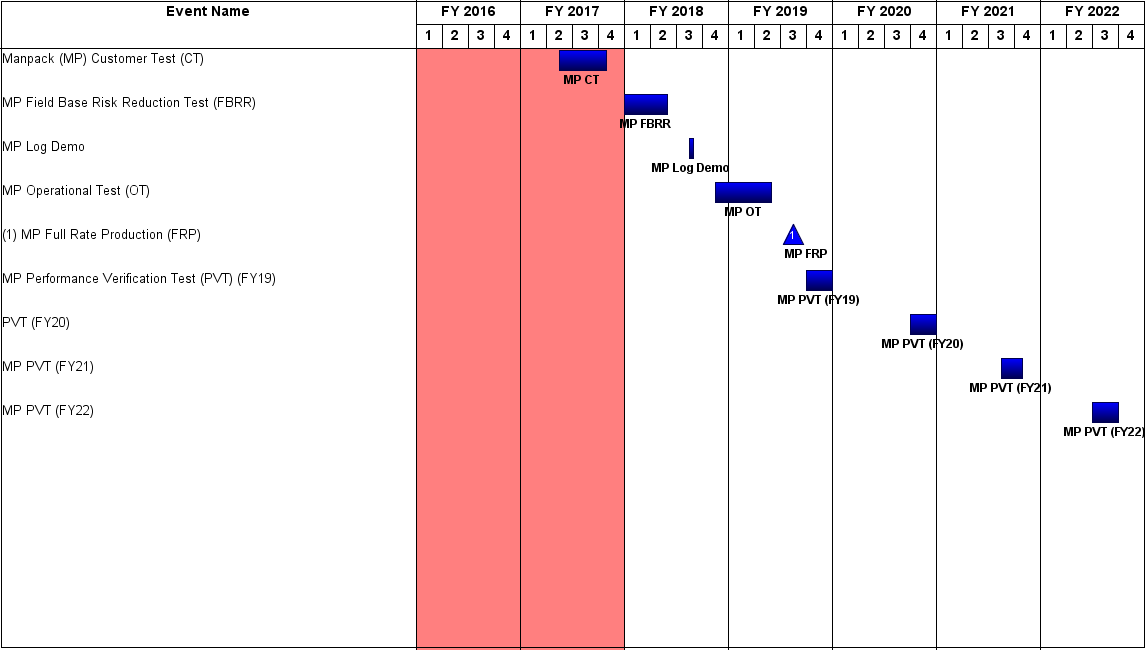 Event Name FY 2016 FY 2017 FY 2018 FY 2019 FY 2020 FY 2021 FY 2022
1 2 3 4 1 2 3 4 1 2 3 4 1 2 3 4 1 2 3 4 1 2 3 4 1 2 3 4
Manpack (MP) Customer Test (CT)
MP CT
MP Field Base Risk Reduction Test (FBRR)
MP FBRR
MP Log Demo
MP Log Demo
MP Operational Test (OT)
MP OT
(1) MP Full Rate Production (FRP) 1
MP FRP
MP Performance Verification Test (PVT) (FY19)
MP PVT (FY19)
PVT (FY20)
MP PVT (FY20)
MP PVT (FY21)
MP PVT (FY21)
MP PVT (FY22)
MP PVT (FY22)